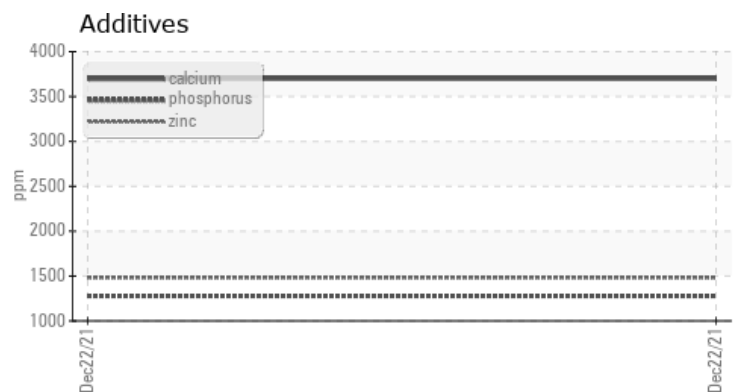 Additives
4000
3500
3000
2500
2000
1500
1000
ppm
calcium
phosphorus
zinc
Dec22/21
Dec22/21